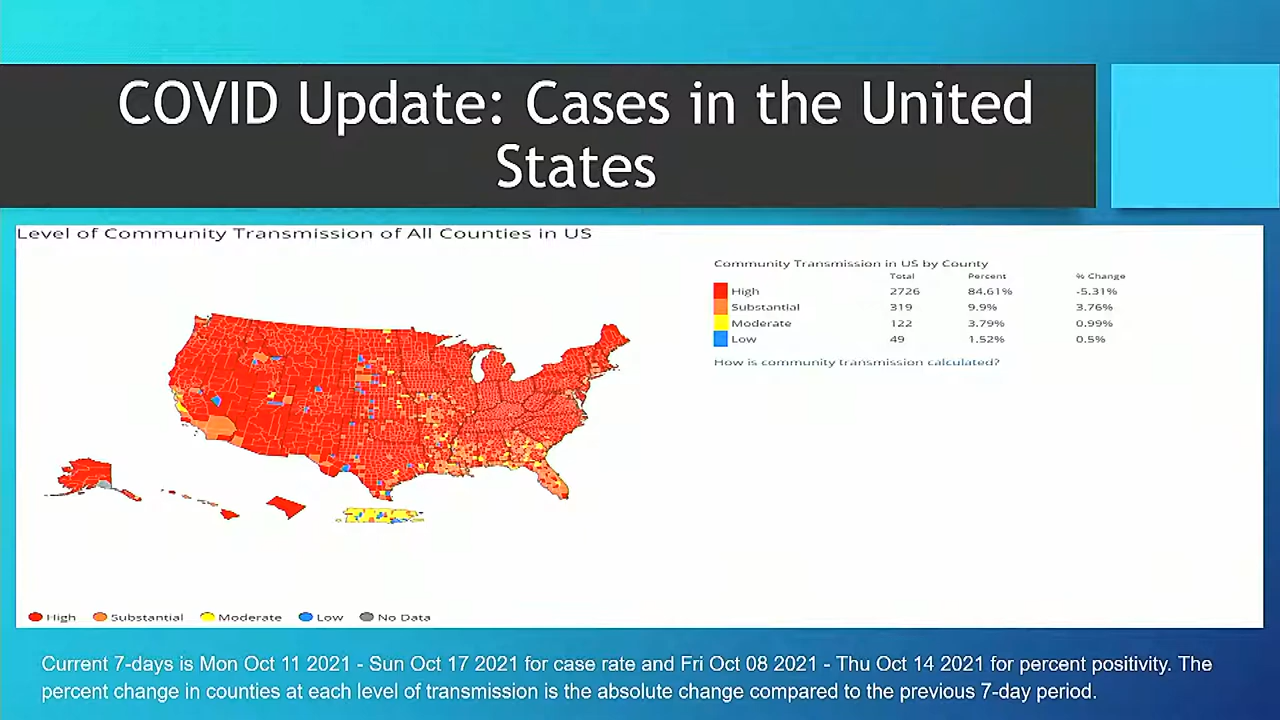 COVID Update: Cases in the United
States
Level of Community Transmission of All Counties in US
Community Transmission in US by County
Total Percent % Change
High 2726 84.61% -5.31%
Substantial 319 9.9% 3.76%
Moderate 122 3.79% 0.99%
Low 49 1.52% 0.5%
How is community transmission calculated?
High Substantial Moderate Low No Data
Current 7-days is Mon Oct 11 2021 - Sun Oct 17 2021 for case rate and Fri Oct 08 2021 - Thu Oct 14 2021 for percent positivity. The
percent change in counties at each level of transmission is the absolute change compared to the previous 7-day period.